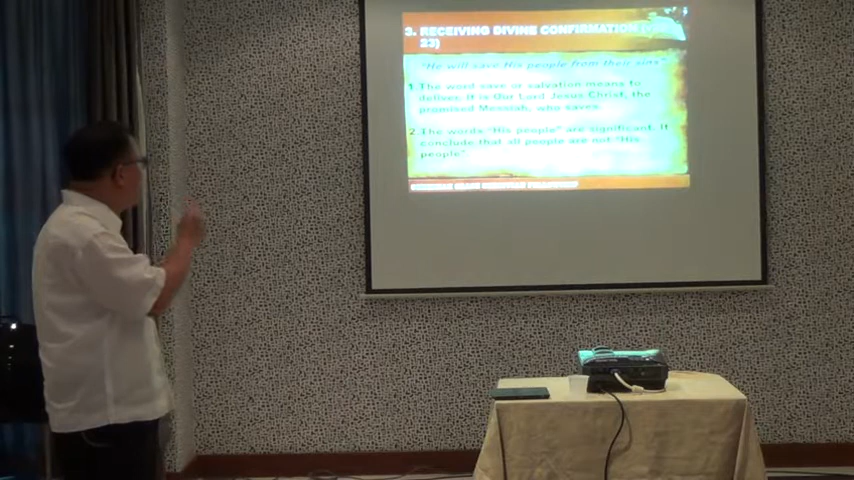 3. RECEIVING DIVINE CONFIRMATION
23)
"He will save His people from their sins"
1. The word save or salvation means to
deliver. It is Our Lord Jesus Christ, the
promised Messiah, who saves.
2. The words "His people" are significant. It
conclude that all people are not "His
people"